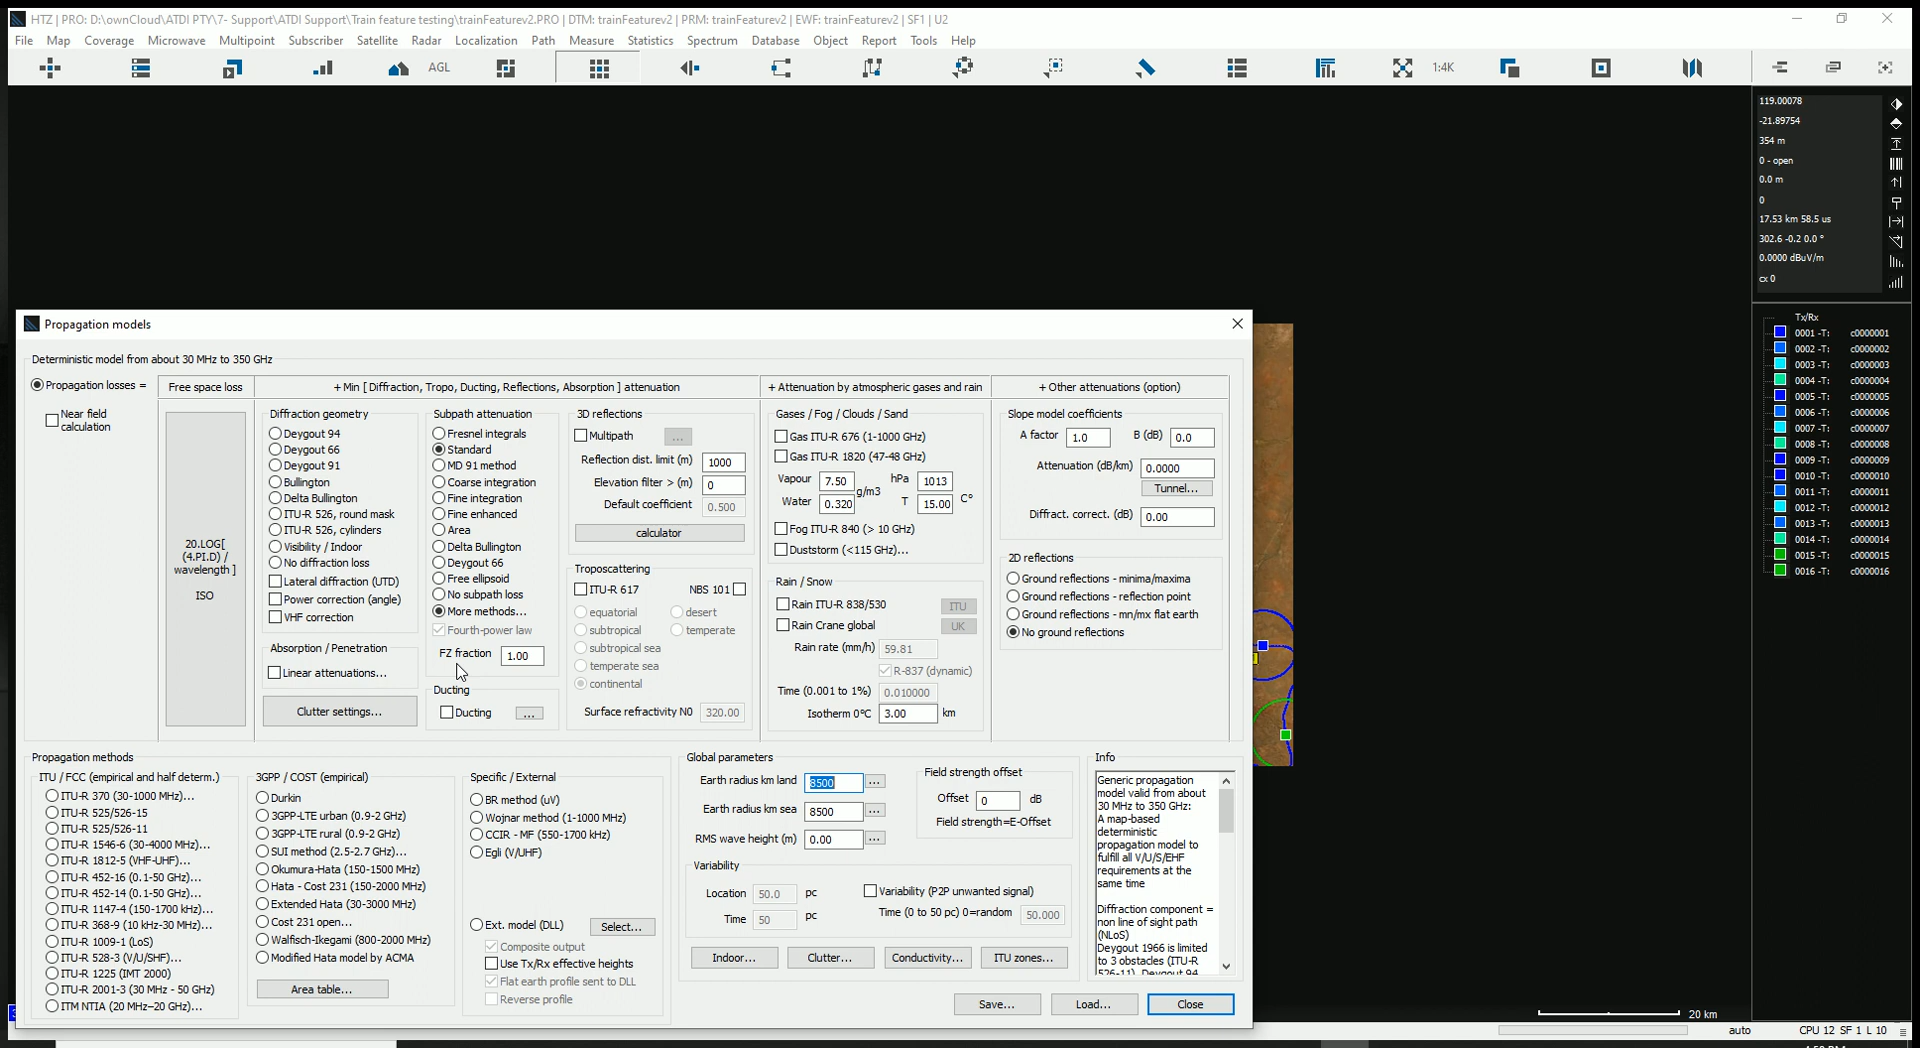 HTZ | PRO: D:\ownCloud\ATDI PTY\7- Support\ATDI Support\Train feature testing\trainFeaturev2.PRO | DTM: trainFeaturev2 | PRM: trainFeaturev2 | EWF: trainFeaturev2 | SF1 | U2
File Map Coverage Microwave Multipoint Subscriber Satellite Radar Localization Path Measure Statistics Spectrum Database Object Report Tools Help
AGL 1:4K
119.00078
-21.89754
354 m
0 - open
0.0 m
0
17.53 km 58.5 us
302.6 -0.2 0.0 °
0.0000 dBuV/m
cx 0
Tx/Rx
0001 -T: c0000001
0002 -T: c0000002
0003 -T: c0000003
0004 -T: c0000004
0005 -T: c0000005
0006 -T: c0000006
0007 -T: c0000007
0008 -T: c0000008
0009 -T: c0000009
0010 -T: c0000010
0011 -T: c0000011
0012 -T: c0000012
0013 -T: c0000013
0014 -T: c0000014
0015 -T: c0000015
0016 -T: c0000016
Propagation models
Deterministic model from about 30 MHz to 350 GHz
Propagation losses =
Near field
calculation
Free space loss
20.LOG[
(4.PI.D) /
wavelength ]
ISO
+ Min [ Diffraction, Tropo, Ducting, Reflections, Absorption ] attenuation
Diffraction geometry
Deygout 94
Deygout 66
Deygout 91
Bullington
Delta Bullington
ITU-R 526, round mask
ITU-R 526, cylinders
Visibility / Indoor
No diffraction loss
Lateral diffraction (UTD)
Power correction (angle)
VHF correction
Absorption / Penetration
Linear attenuations...
Clutter settings...
Subpath attenuation
Fresnel integrals
Standard
MD 91 method
Coarse integration
Fine integration
Fine enhanced
Area
Delta Bullington
Deygout 66
Free ellipsoid
No subpath loss
More methods...
Fourth-power law
FZ fraction 1.00
Ducting
Ducting ...
3D reflections
Multipath ...
Reflection dist. limit (m) 1000
Elevation filter > (m) 0
Default coefficient 0.500
calculator
Troposcattering
ITU-R 617 NBS 101
equatorial desert
subtropical temperate
subtropical sea
temperate sea
continental
Surface refractivity N0 320.00
+ Attenuation by atmospheric gases and rain
Gases / Fog / Clouds / Sand
Gas ITU-R 676 (1-1000 GHz)
Gas ITU-R 1820 (47-48 GHz)
Vapour 7.50 g/m3 hPa 1013
Water 0.320 T 15.00 C°
Fog ITU-R 840 (> 10 GHz)
Duststorm (<115 GHz)...
Rain / Snow
Rain ITU-R 838/530 ITU
Rain Crane global UK
Rain rate (mm/h) 59.81
R-837 (dynamic)
Time (0.001 to 1%) 0.010000
Isotherm 0°C 3.00 km
+ Other attenuations (option)
Slope model coefficients
A factor 1.0 B (dB) 0.0
Attenuation (dB/km) 0.0000
Tunnel...
Diffract. correct. (dB) 0.00
2D reflections
Ground reflections - minima/maxima
Ground reflections - reflection point
Ground reflections - mn/mx flat earth
No ground reflections
Propagation methods
ITU / FCC (empirical and half determ.)
ITU-R 370 (30-1000 MHz)...
ITU-R 525/526-15
ITU-R 525/526-11
ITU-R 1546-6 (30-4000 MHz)...
ITU-R 1812-5 (VHF-UHF)...
ITU-R 452-16 (0.1-50 GHz)...
ITU-R 452-14 (0.1-50 GHz)...
ITU-R 1147-4 (150-1700 kHz)...
ITU-R 368-9 (10 kHz-30 MHz)...
ITU-R 1009-1 (LoS)
ITU-R 528-3 (V/U/SHF)...
ITU-R 1225 (IMT 2000)
ITU-R 2001-3 (30 MHz - 50 GHz)
ITM NTIA (20 MHz--20 GHz)...
3GPP / COST (empirical)
Durkin
3GPP-LTE urban (0.9-2 GHz)
3GPP-LTE rural (0.9-2 GHz)
SUI method (2.5-2.7 GHz)...
Okumura-Hata (150-1500 MHz)
Hata - Cost 231 (150-2000 MHz)
Extended Hata (30-3000 MHz)
Cost 231 open...
Walfisch-Ikegami (800-2000 MHz)
Modified Hata model by ACMA
Area table...
Specific / External
BR method (uV)
Wojnar method (1-1000 MHz)
CCIR - MF (550-1700 kHz)
Egli (V/UHF)
Ext. model (DLL) Select...
Composite output
Use Tx/Rx effective heights
Flat earth profile sent to DLL
Reverse profile
Global parameters
Earth radius km land 8500 ...
Earth radius km sea 8500 ...
RMS wave height (m) 0.00 ...
Field strength offset
Offset 0 dB
Field strength=E-Offset
Variability
Location 50.0 pc
Time 50 pc
Variability (P2P unwanted signal)
Time (0 to 50 pc) 0=random 50.000
Indoor... Clutter... Conductivity... ITU zones...
Info
Generic propagation
model valid from about
30 MHz to 350 GHz:
A map-based
deterministic
propagation model to
fulfill all V/U/S/EHF
requirements at the
same time
Diffraction component =
non line of sight path
(NLoS)
Deygout 1966 is limited
to 3 obstacles (ITU-R
526-11). Deygout 94
Save... Load... Close
20 km
auto CPU 12 SF 1 L 10